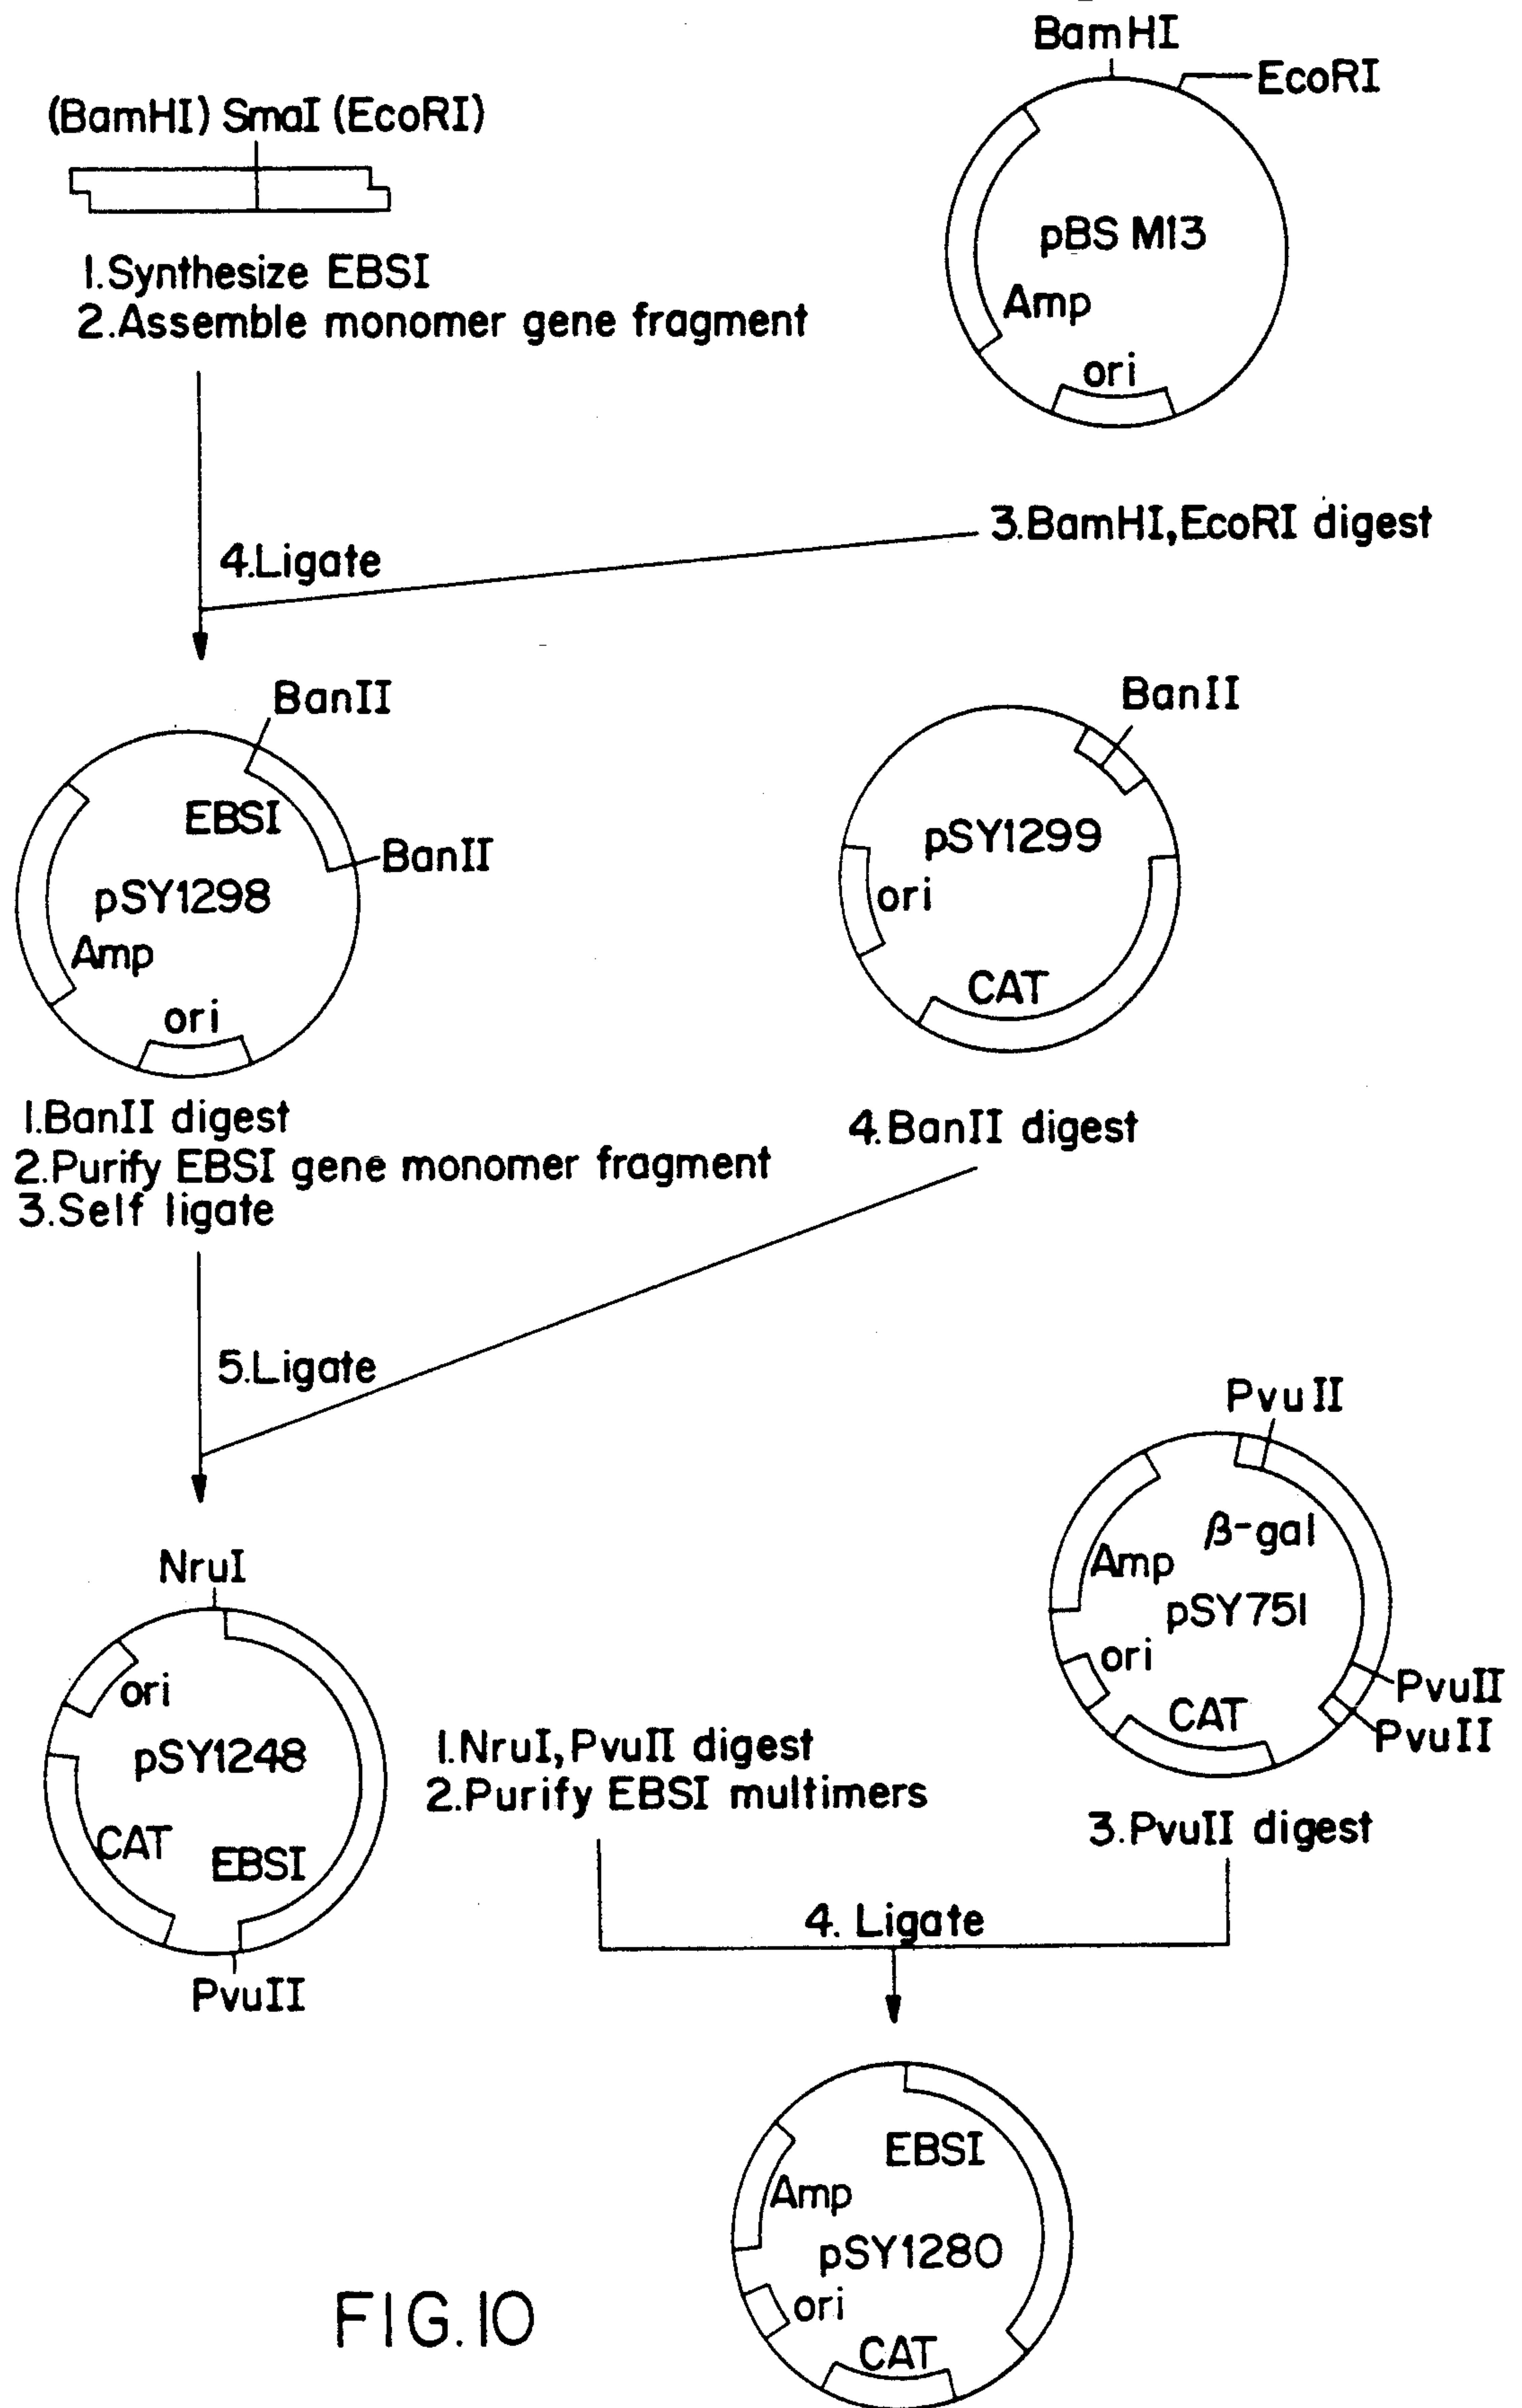 BamHI
EcoRI
(BamHI) SmaI (EcoRI)
pBS M13
Amp
ori
1.Synthesize EBSI
2.Assemble monomer gene fragment
3.BamHI,EcoRI digest
4.Ligate
BanII
EBSI
BanII
pSY1298
Amp
ori
BanII
pSY1299
ori
CAT
1.BanII digest
2.Purify EBSI gene monomer fragment
3.Self ligate
4.BanII digest
5.Ligate
NruI
ori
pSY1248
CAT
EBSI
PvuII
PvuII
β-gal
Amp
pSY751
ori
PvuII
CAT
PvuII
1.NruI,PvuII digest
2.Purify EBSI multimers
3.PvuII digest
4. Ligate
EBSI
Amp
pSY1280
ori
CAT
FIG.10